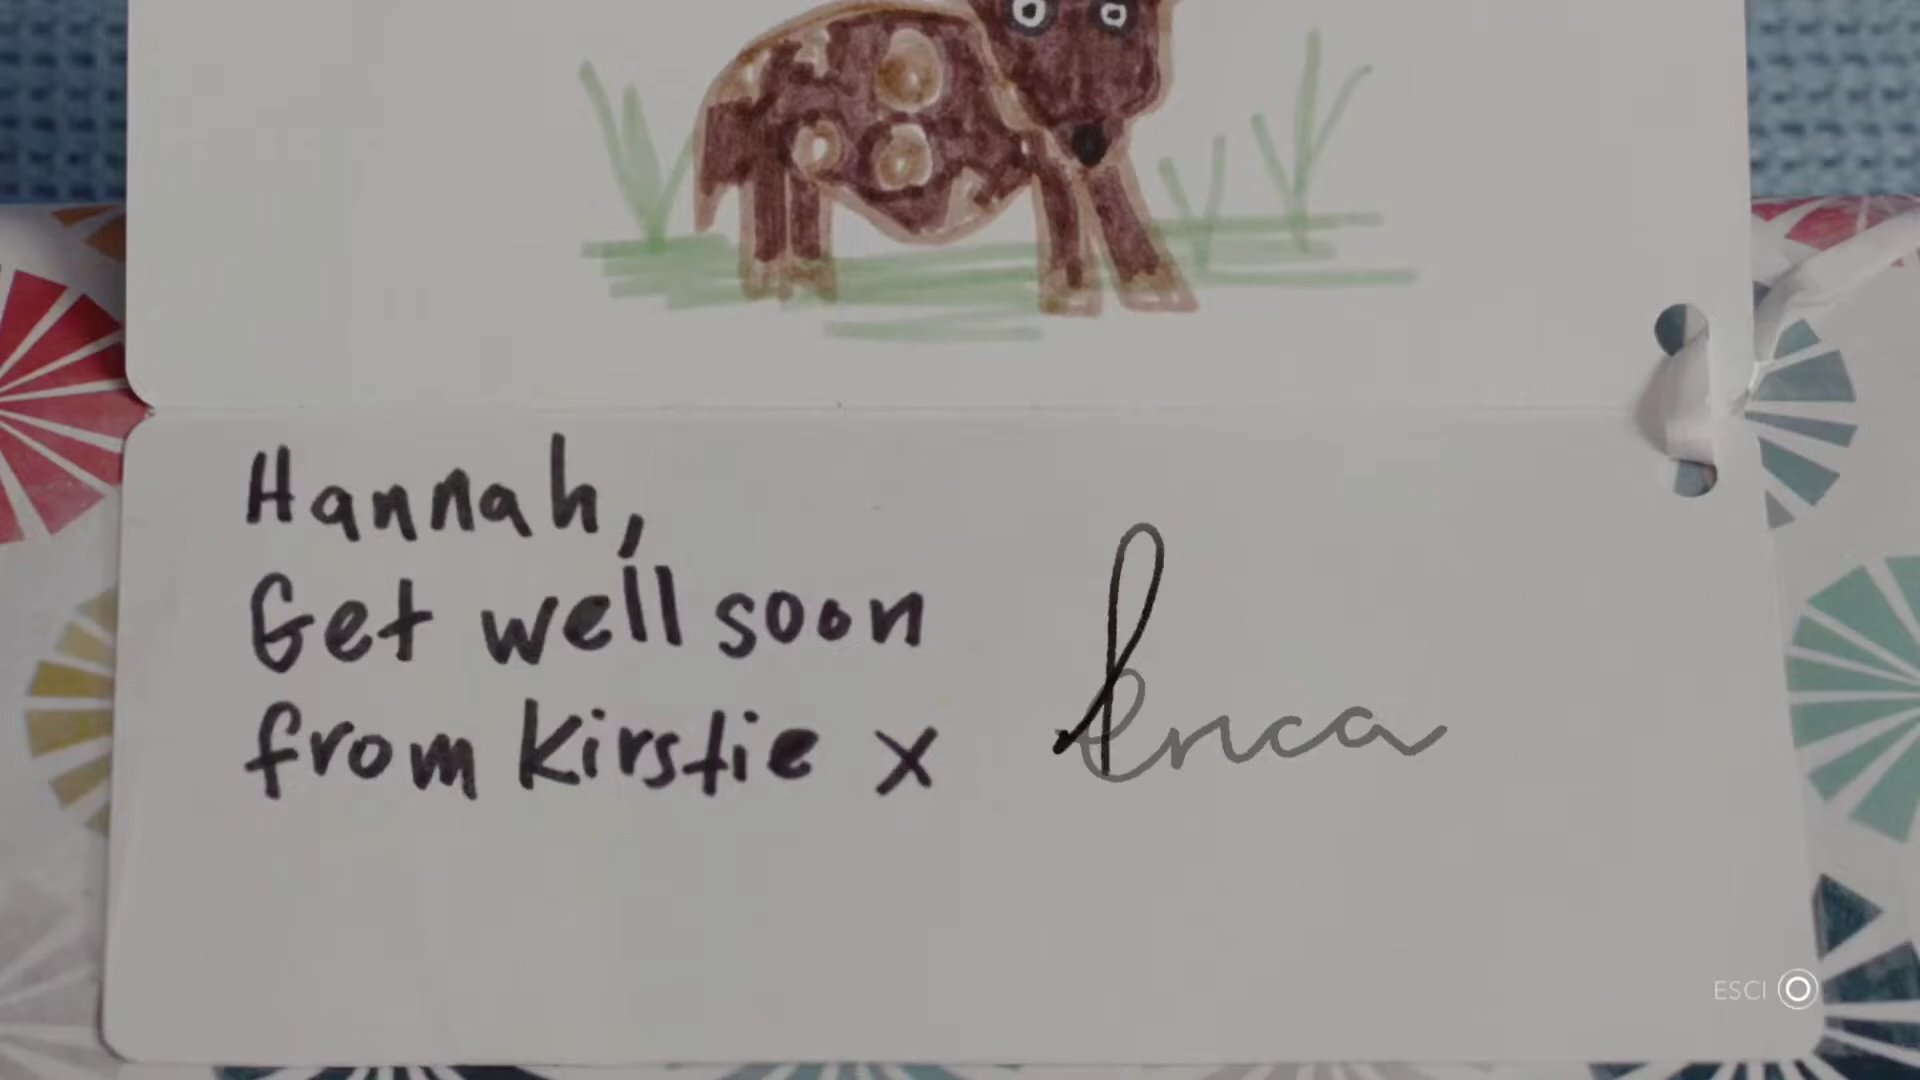 Hannah,
Get well soon
from Kirstie x
Erica
ESCI